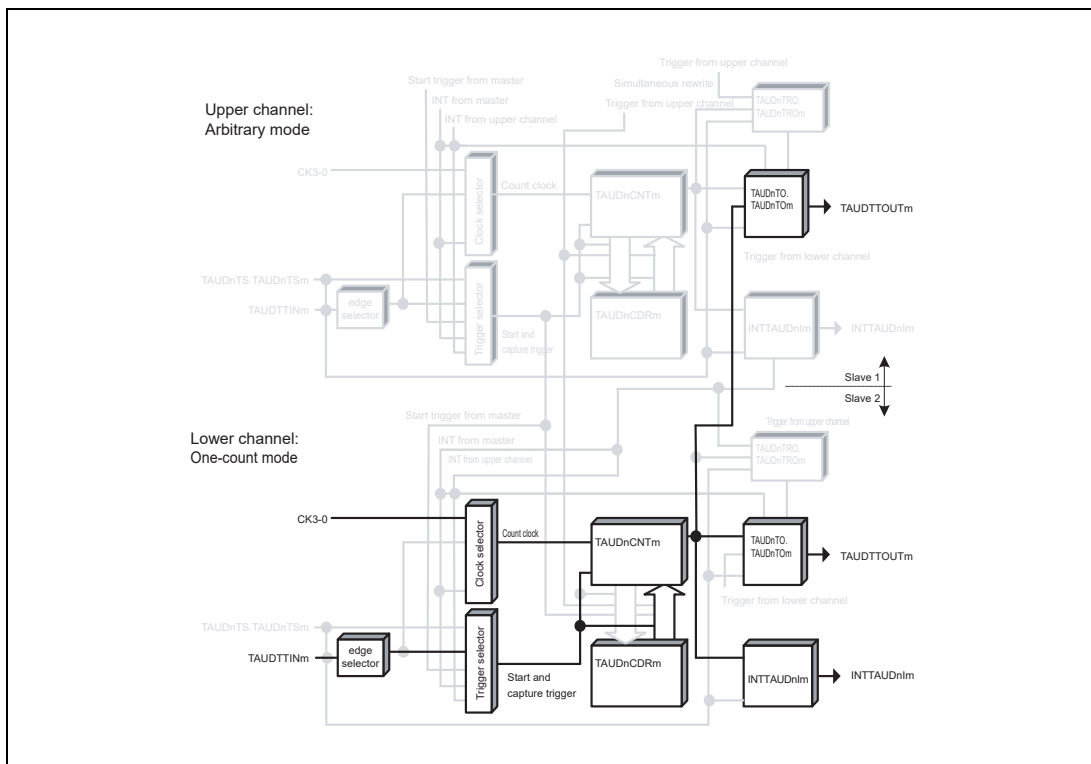 Trigger from upper channel
Start trigger from master
Simultaneous rewrite
TAUDnTRO.
TAUDnTROm
INT from master
Trigger from upper channel
Upper channel:
Arbitrary mode
INT from upper channel
CK3-0
Clock selector
Count clock
TAUDnCNTm
TAUDnTO.
TAUDnTOm
TAUDTTOUTm
Trigger from lower channel
TAUDnTS.TAUDnTSm
TAUDTTINm
edge
selector
Trigger selector
Start and
capture trigger
TAUDnCDRm
INTTAUDnIm
INTTAUDnIm
Slave 1
Slave 2
Start trigger from master
Trigger from upper channel
Lower channel:
One-count mode
INT from master
INT from upper channel
TAUDnTRO.
TAUDnTROm
CK3-0
Clock selector
Count clock
TAUDnCNTm
TAUDnTO.
TAUDnTOm
TAUDTTOUTm
Trigger from lower channel
TAUDnTS.TAUDnTSm
TAUDTTINm
edge
selector
Trigger selector
Start and
capture trigger
TAUDnCDRm
INTTAUDnIm
INTTAUDnIm